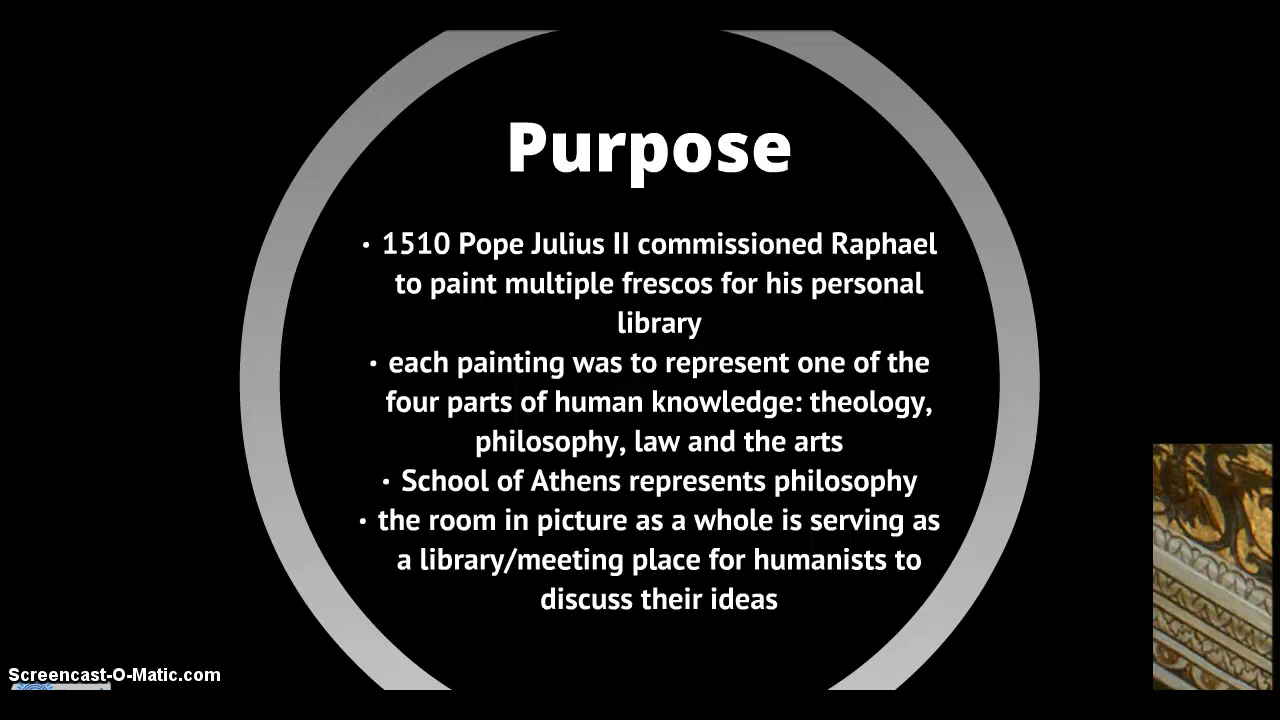 Purpose
• 1510 Pope Julius II commissioned Raphael
to paint multiple frescos for his personal
library
• each painting was to represent one of the
four parts of human knowledge: theology,
philosophy, law and the arts
• School of Athens represents philosophy
• the room in picture as a whole is serving as
a library/meeting place for humanists to
discuss their ideas
Screencast-O-Matic.com